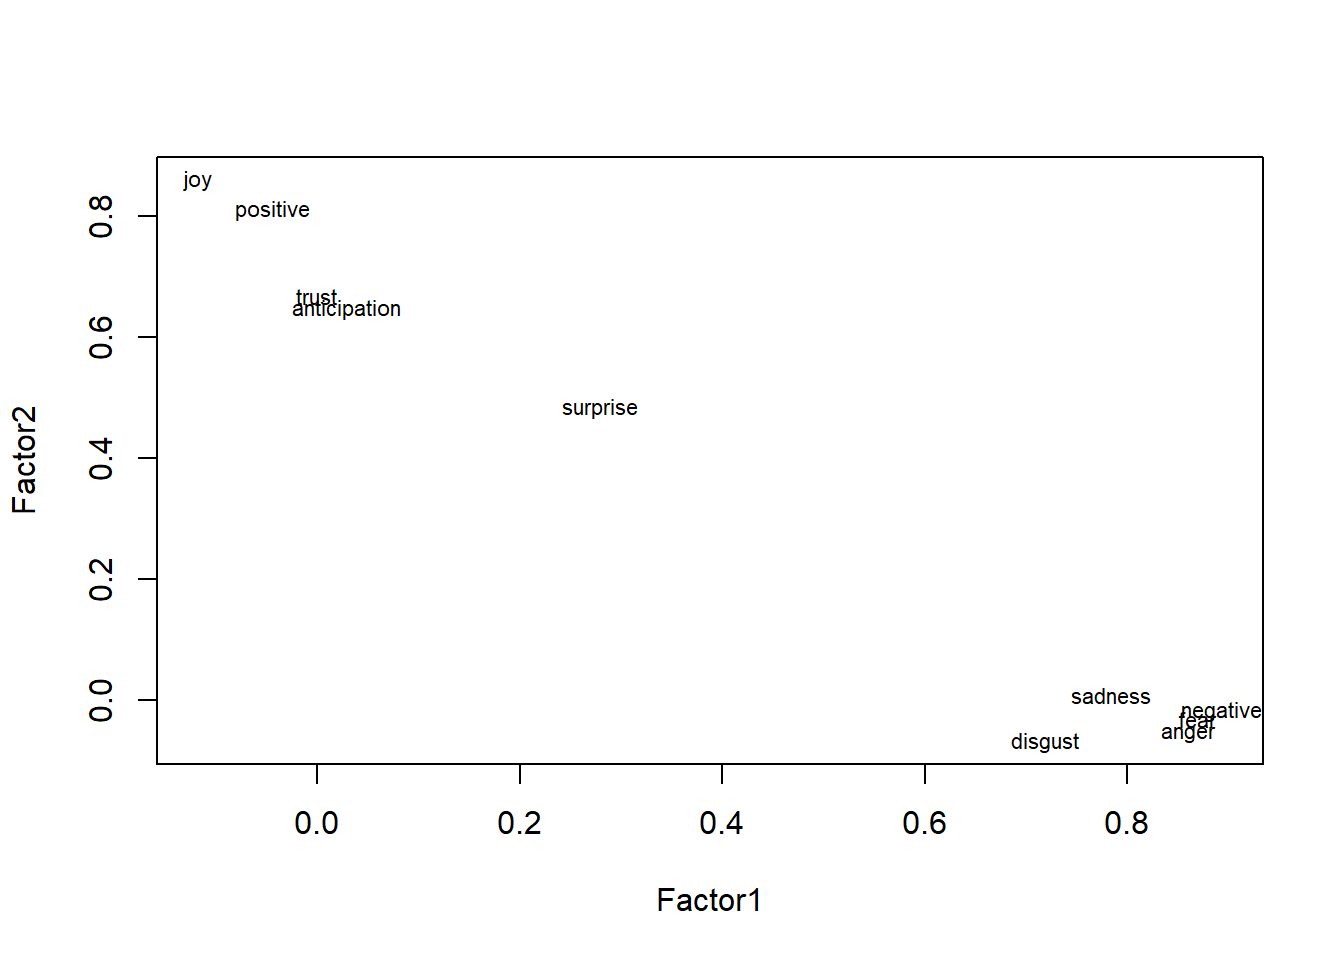 joy
positive
trust
anticipation
surprise
sadness
negative
fear
anger
disgust
Factor2
0.8
0.6
0.4
0.2
0.0
0.0 0.2 0.4 0.6 0.8
Factor1